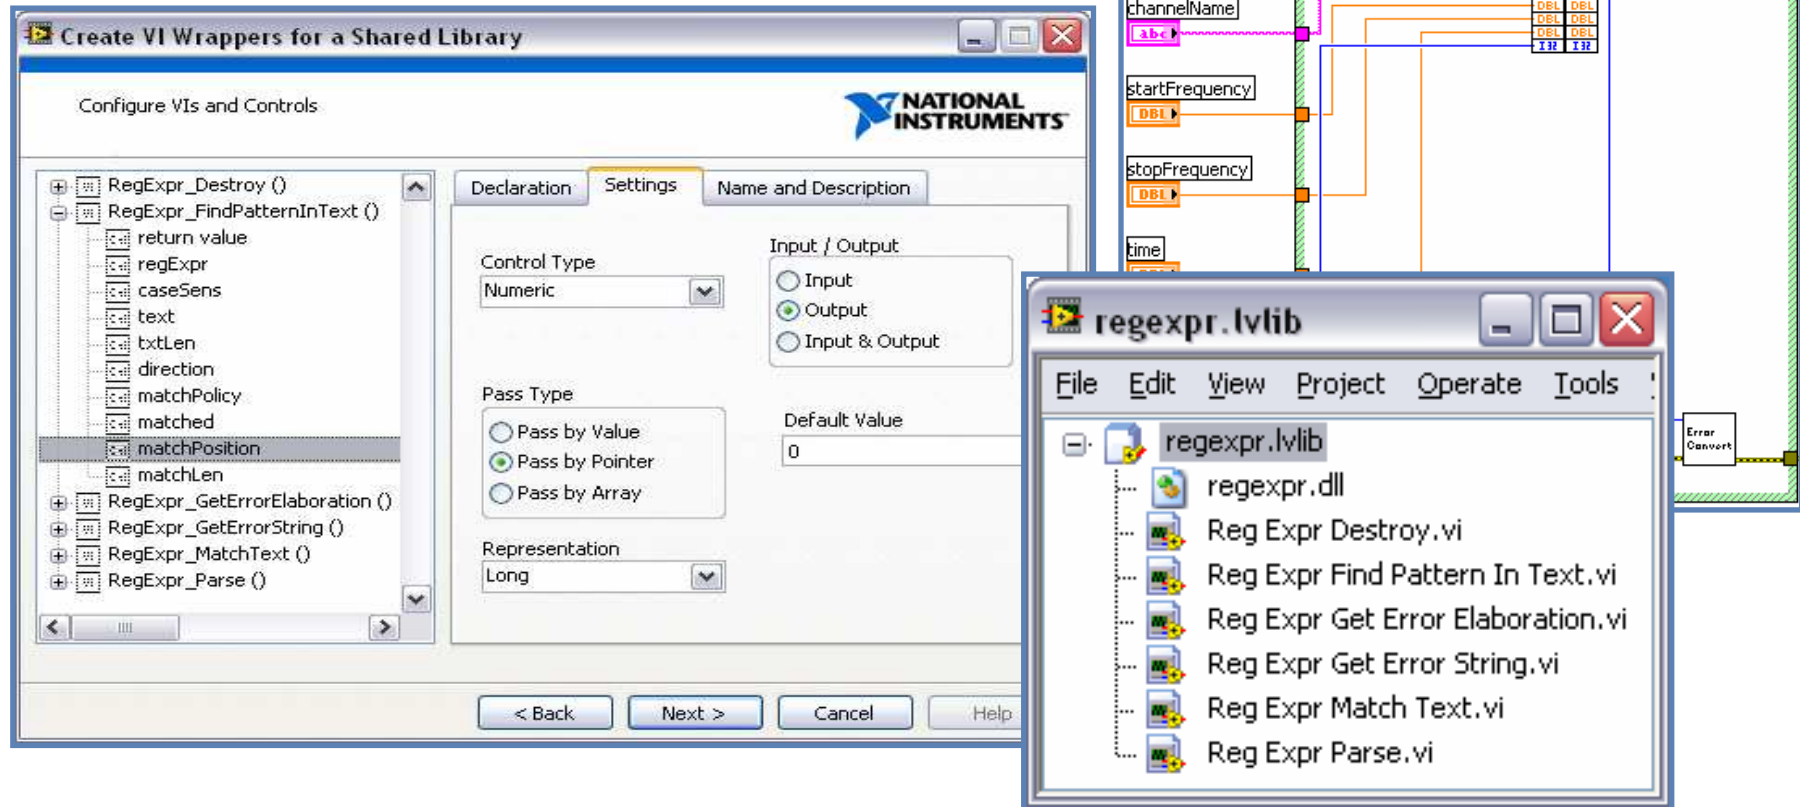 Create VI Wrappers for a Shared Library
Configure VIs and Controls
NATIONAL
INSTRUMENTS
RegExpr_Destroy ()
RegExpr_FindPatternInText ()
return value
regExpr
caseSens
text
txtLen
direction
matchPolicy
matched
matchPosition
matchLen
RegExpr_GetErrorElaboration ()
RegExpr_GetErrorString ()
RegExpr_MatchText ()
RegExpr_Parse ()
Declaration
Settings
Name and Description
Control Type
Numeric
Input / Output
Input
Output
Input & Output
Pass Type
Pass by Value
Pass by Pointer
Pass by Array
Default Value
0
Representation
Long
< Back
Next >
Cancel
Help
channelName
abc
startFrequency
DBL
stopFrequency
DBL
time
DBL DBL
DBL DBL
DBL DBL
I32 I32
Error
Convert
regexpr.lvlib
File Edit View Project Operate Tools
regexpr.lvlib
regexpr.dll
Reg Expr Destroy.vi
Reg Expr Find Pattern In Text.vi
Reg Expr Get Error Elaboration.vi
Reg Expr Get Error String.vi
Reg Expr Match Text.vi
Reg Expr Parse.vi